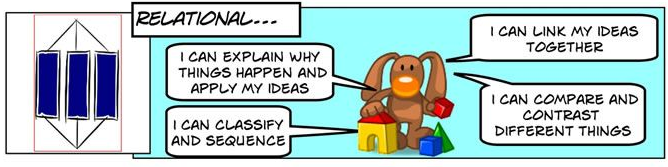 RELATIONAL...
I CAN EXPLAIN WHY
THINGS HAPPEN AND
APPLY MY IDEAS
I CAN CLASSIFY
AND SEQUENCE
I CAN LINK MY IDEAS
TOGETHER
I CAN COMPARE AND
CONTRAST
DIFFERENT THINGS